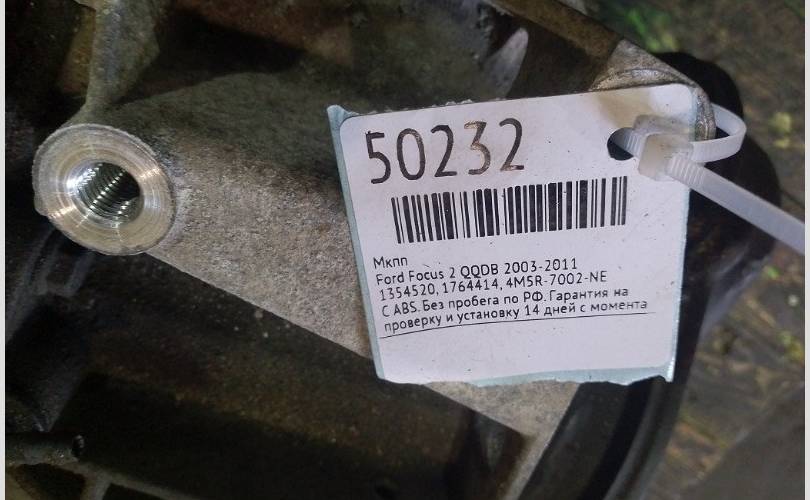 50232
Мкпп
Ford Focus 2 QQDB 2003-2011
1354520, 1764414, 4M5R-7002-NE
С ABS. Без пробега по РФ. Гарантия на
проверку и установку 14 дней с момента